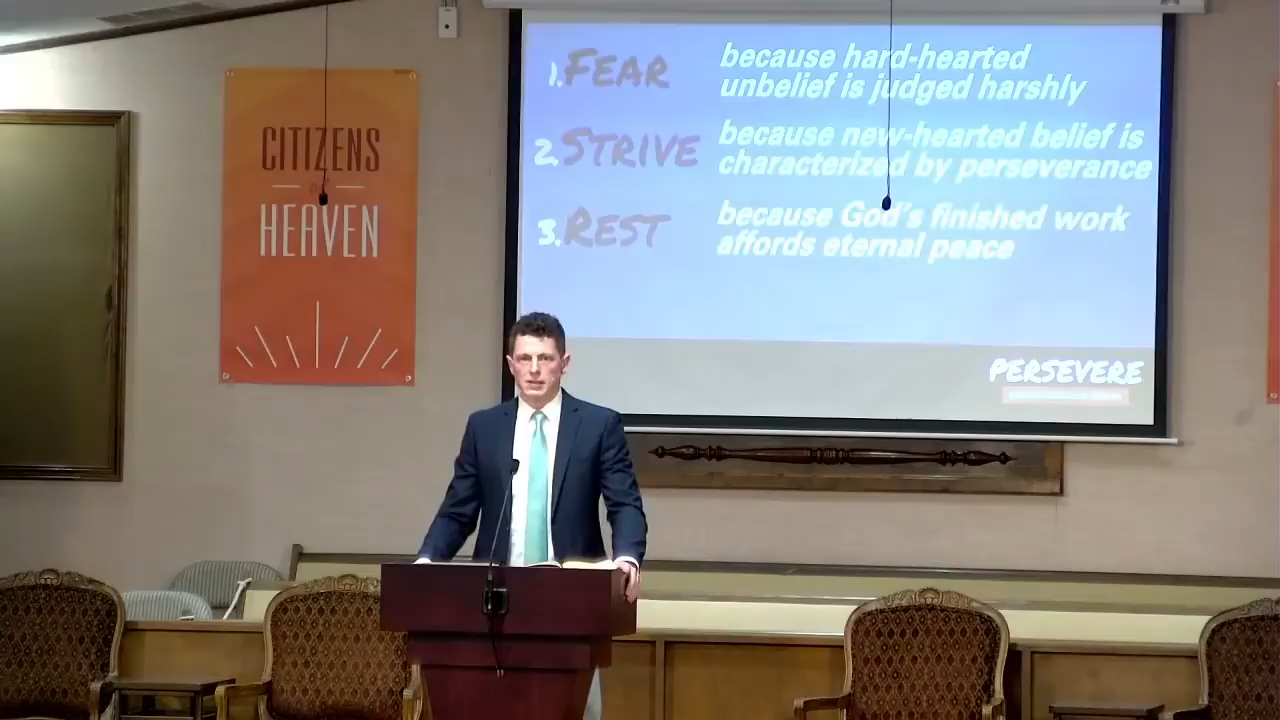 CITIZENS
HEAVEN
1. FEAR because hard-hearted
unbelief is judged harshly
2. STRIVE because new-hearted belief is
characterized by perseverance
3. REST because God's finished work
affords eternal peace
PERSEVERE